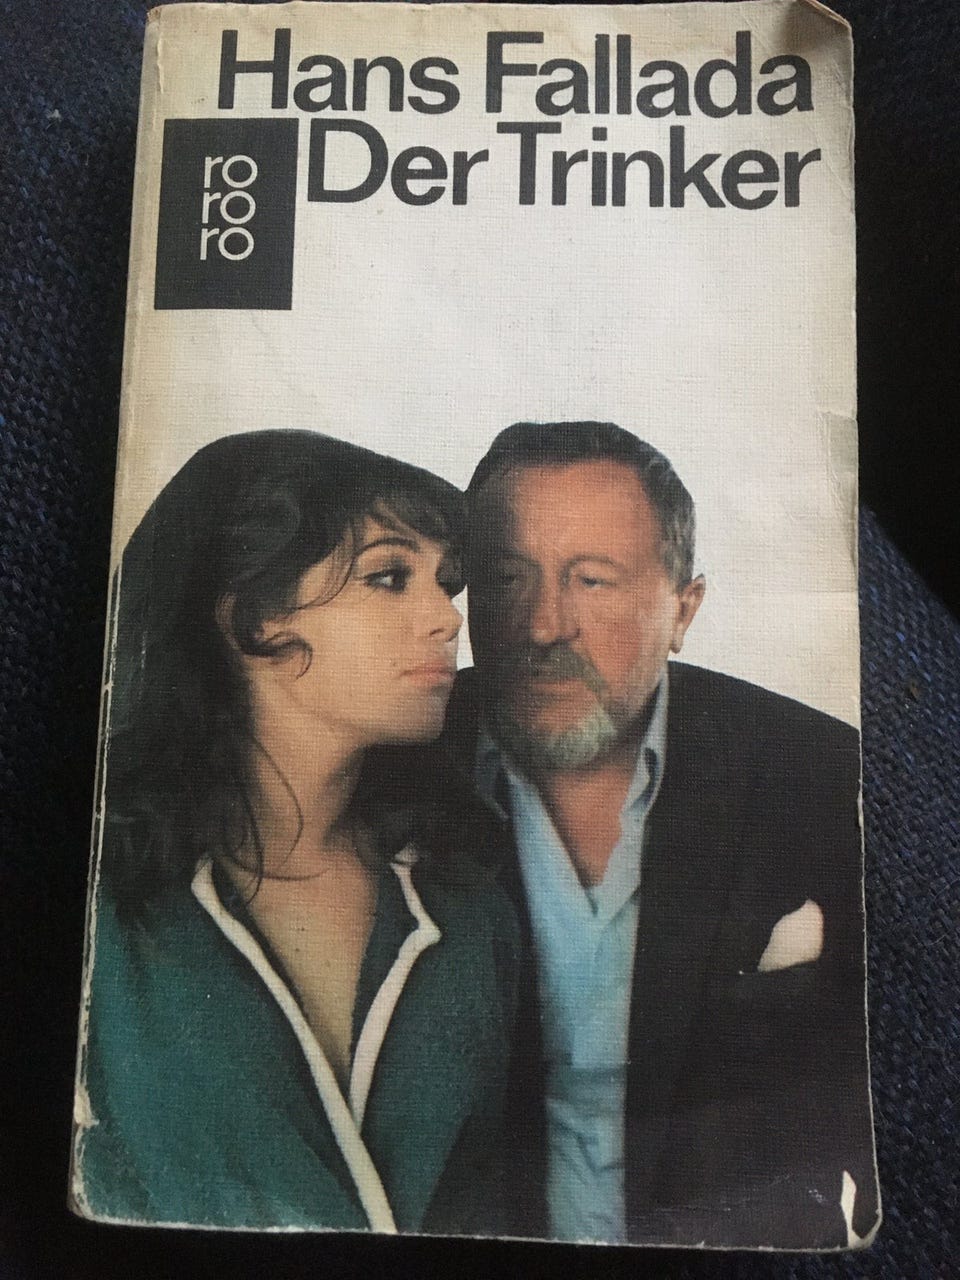 Hans Fallada
Der Trinker
ro
ro
ro